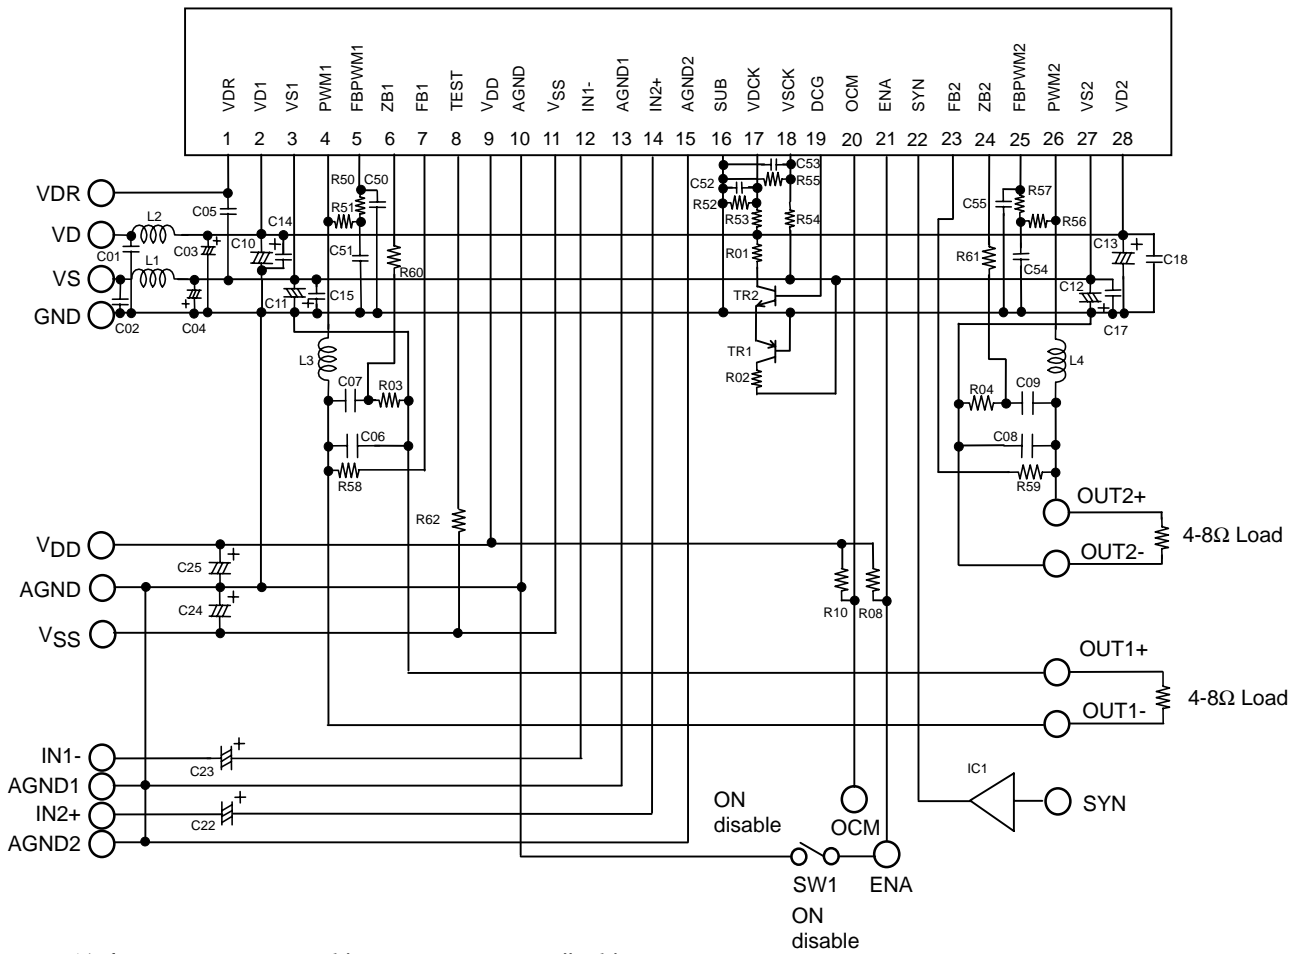 VDR VD1 VS1 PWM1 FBPWM1 ZB1 FB1 TEST VDD AGND VSS IN1- AGND1 IN2+ AGND2 SUB VDCK VSCK DCG OCM ENA SYN FB2 ZB2 FBPWM2 PWM2 VS2 VD2
1 2 3 4 5 6 7 8 9 10 11 12 13 14 15 16 17 18 19 20 21 22 23 24 25 26 27 28
C53
R50 C50 R55
VDR C52 R57
C05 R51 R52 C55
L2 C14 R53 R54 R56
VD C03 C10 C51 C13
C01 R01 R61 C18
L1 R60 C54
VS C15 TR2 C12
C11
GND C02 C04 C17
TR1
L3 L4
R02
C07 R03 R04 C09
C06 C08
R58 R59
OUT2+
R62
VDD 4-8Ω Load
OUT2-
C25
AGND
C24 R10 R08
VSS
OUT1+
4-8Ω Load
OUT1-
IN1-
C23 IC1
AGND1
ON SYN
IN2+
C22 disable OCM
AGND2
SW1 ENA
ON
disable